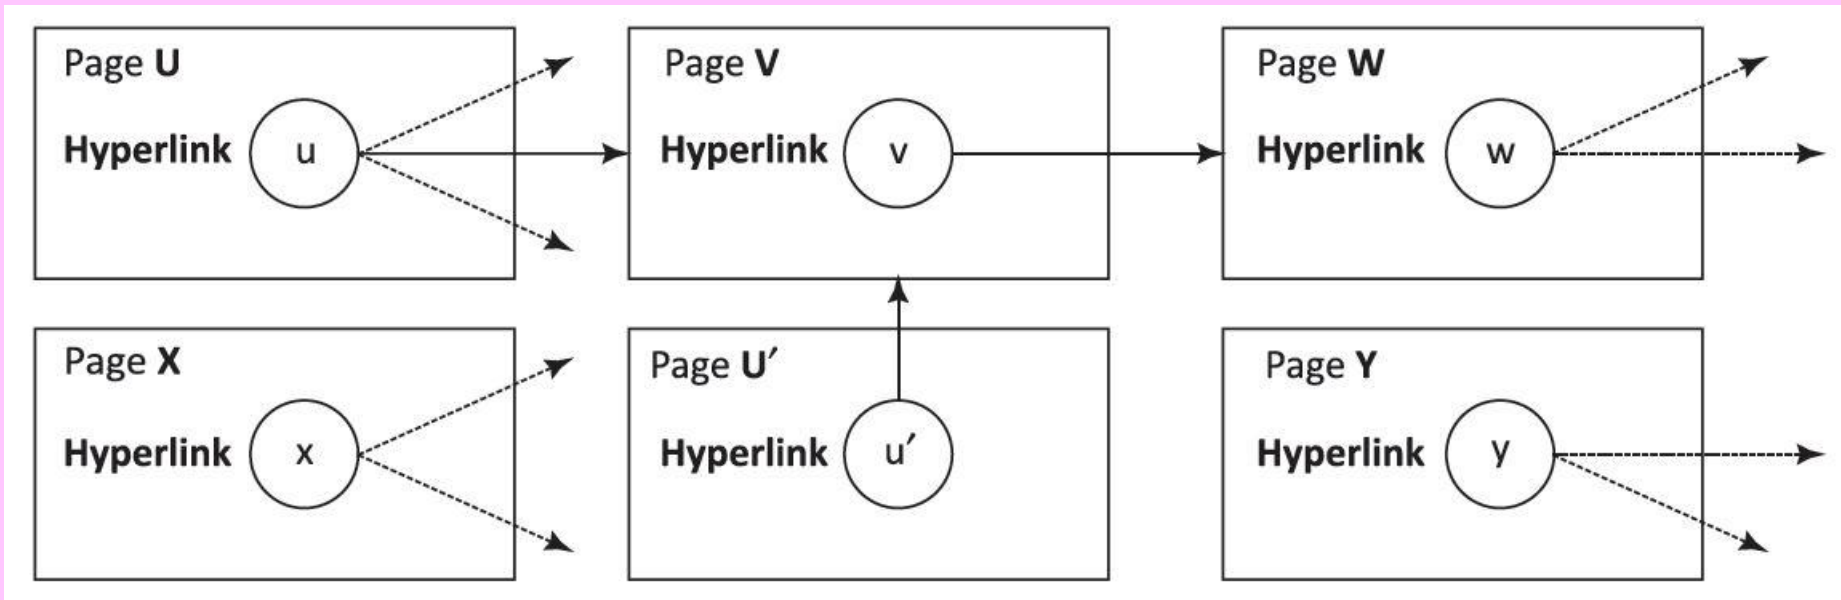 Page U
Hyperlink u
Page V
Hyperlink v
Page W
Hyperlink w
Page X
Hyperlink x
Page U′
Hyperlink u′
Page Y
Hyperlink y